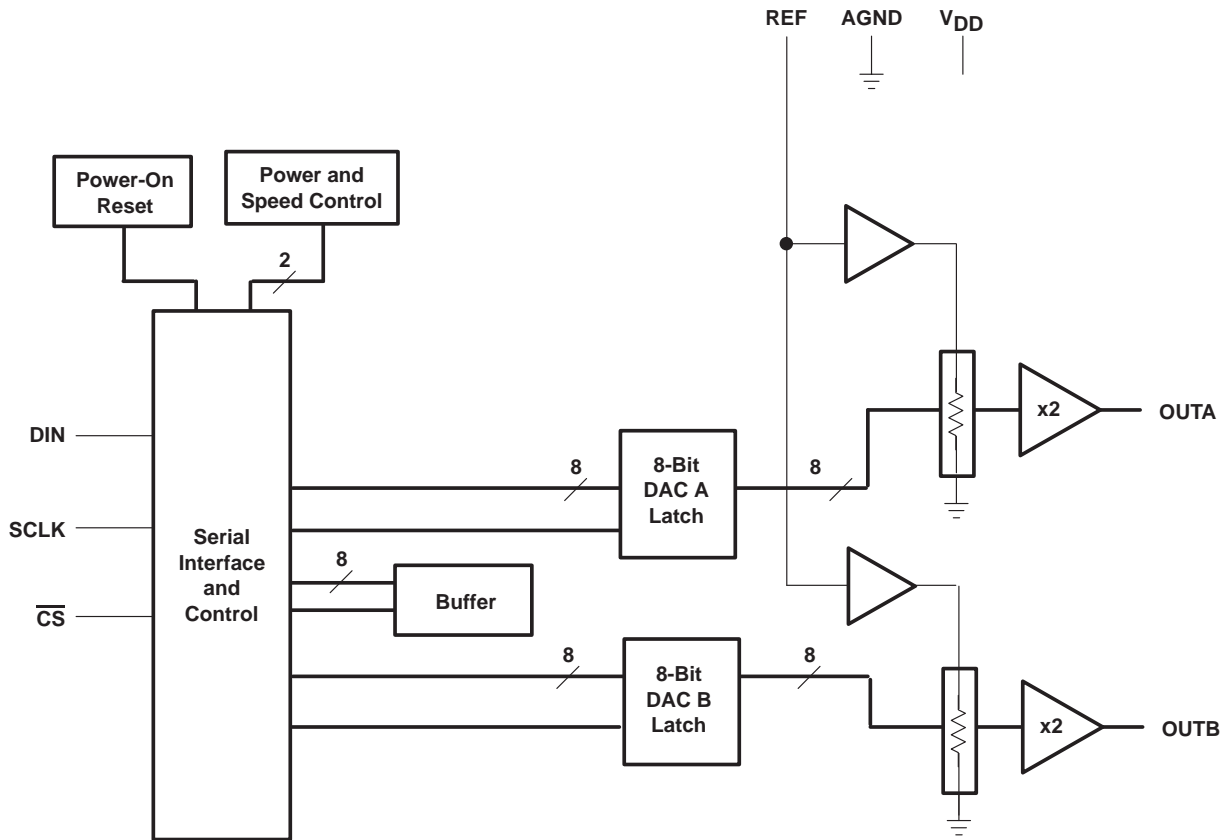 REF AGND VDD
Power-On
Reset
Power and
Speed Control
2
DIN
SCLK
CS
Serial
Interface
and
Control
8
8-Bit
DAC A
Latch
8
x2
OUTA
8
Buffer
8
8-Bit
DAC B
Latch
8
x2
OUTB